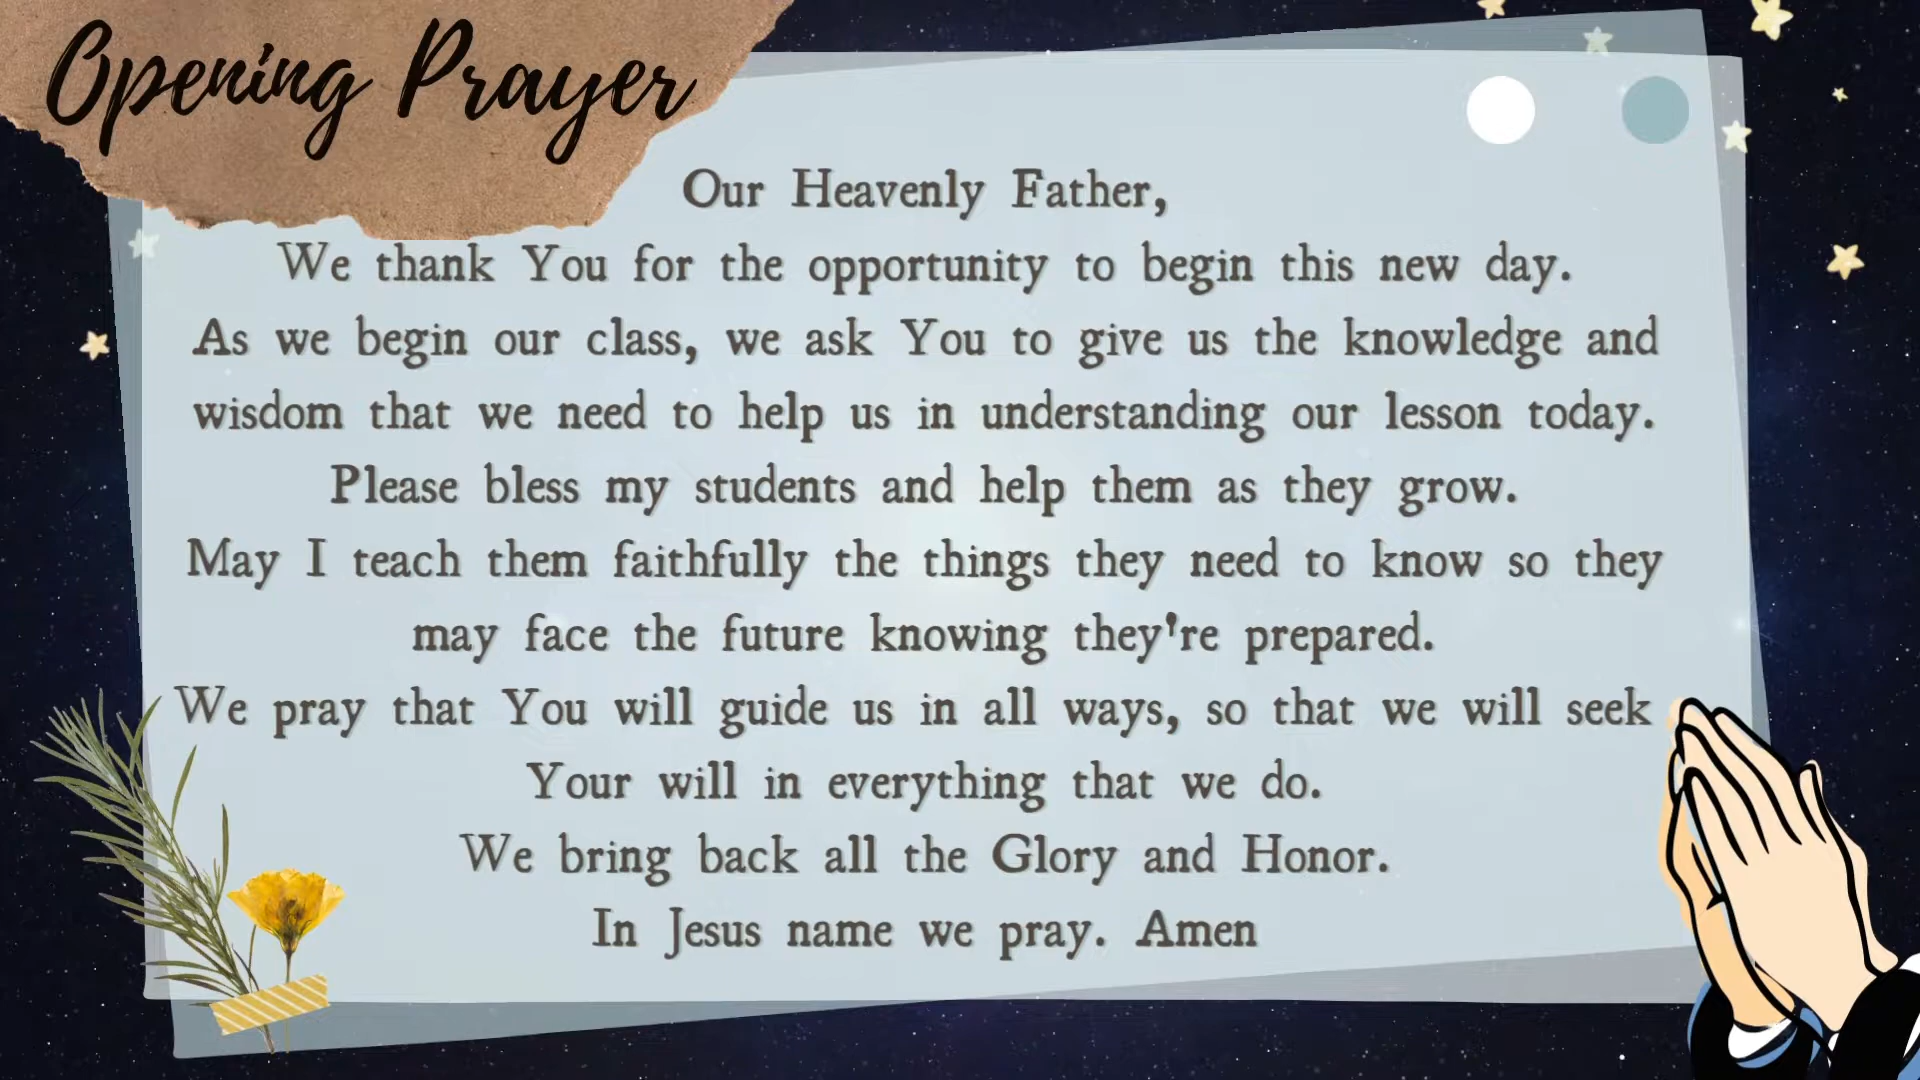 Opening Prayer
Our Heavenly Father,
We thank You for the opportunity to begin this new day.
As we begin our class, we ask You to give us the knowledge and
wisdom that we need to help us in understanding our lesson today.
Please bless my students and help them as they grow.
May I teach them faithfully the things they need to know so they
may face the future knowing they're prepared.
We pray that You will guide us in all ways, so that we will seek
Your will in everything that we do.
We bring back all the Glory and Honor.
In Jesus name we pray. Amen